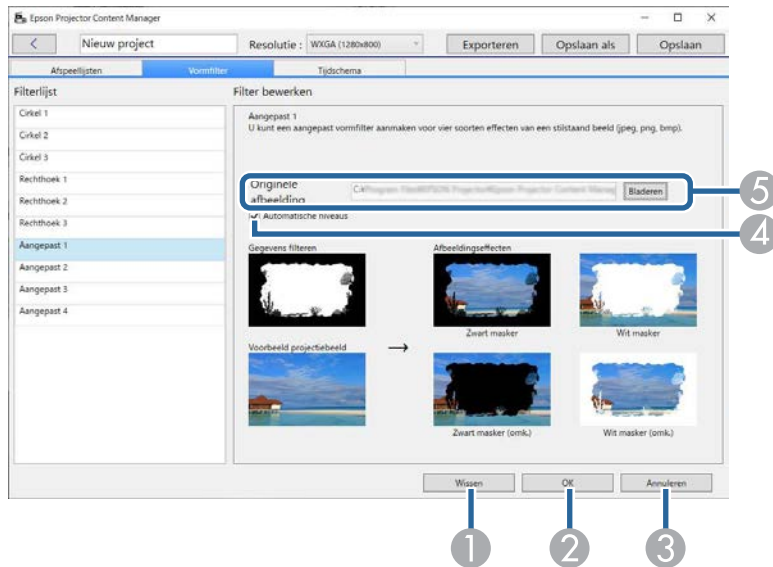 Epson Projector Content Manager
Nieuw project
Resolutie : WXGA (1280x800)
Exporteren
Opslaan als
Opslaan
Afspeellijsten
Vormfilter
Tijdschema
Filterlijst
Cirkel 1
Cirkel 2
Cirkel 3
Rechthoek 1
Rechthoek 2
Rechthoek 3
Aangepast 1
Aangepast 2
Aangepast 3
Aangepast 4
Filter bewerken
Aangepast 1
U kunt een aangepast vormfilter aanmaken voor vier soorten effecten van een stilstaand beeld (jpeg, png, bmp).
Originele
afbeelding
Bladeren
5
Automatische niveaus
4
Gegevens filteren
Afbeeldingseffecten
Zwart masker
Wit masker
Voorbeeld projectiebeeld
→
Zwart masker (omk.)
Wit masker (omk.)
Wissen
OK
Annuleren
1
2
3